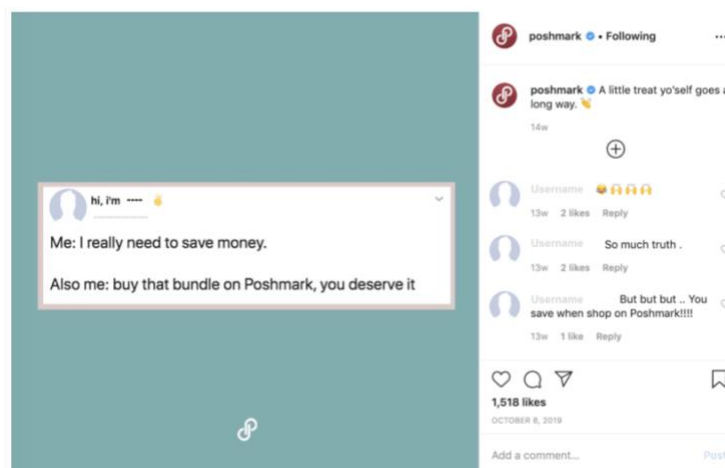 poshmark • Following
poshmark A little treat yo'self goes a
long way. 👏
14w
hi, i'm ---- ✌️
Me: I really need to save money.
Also me: buy that bundle on Poshmark, you deserve it
Username 😂🙌🙌🙌
13w 2 likes Reply
Username So much truth .
13w 2 likes Reply
Username But but but .. You
save when shop on Poshmark!!!!
13w 1 like Reply
1,518 likes
OCTOBER 8, 2019
Add a comment...
Post